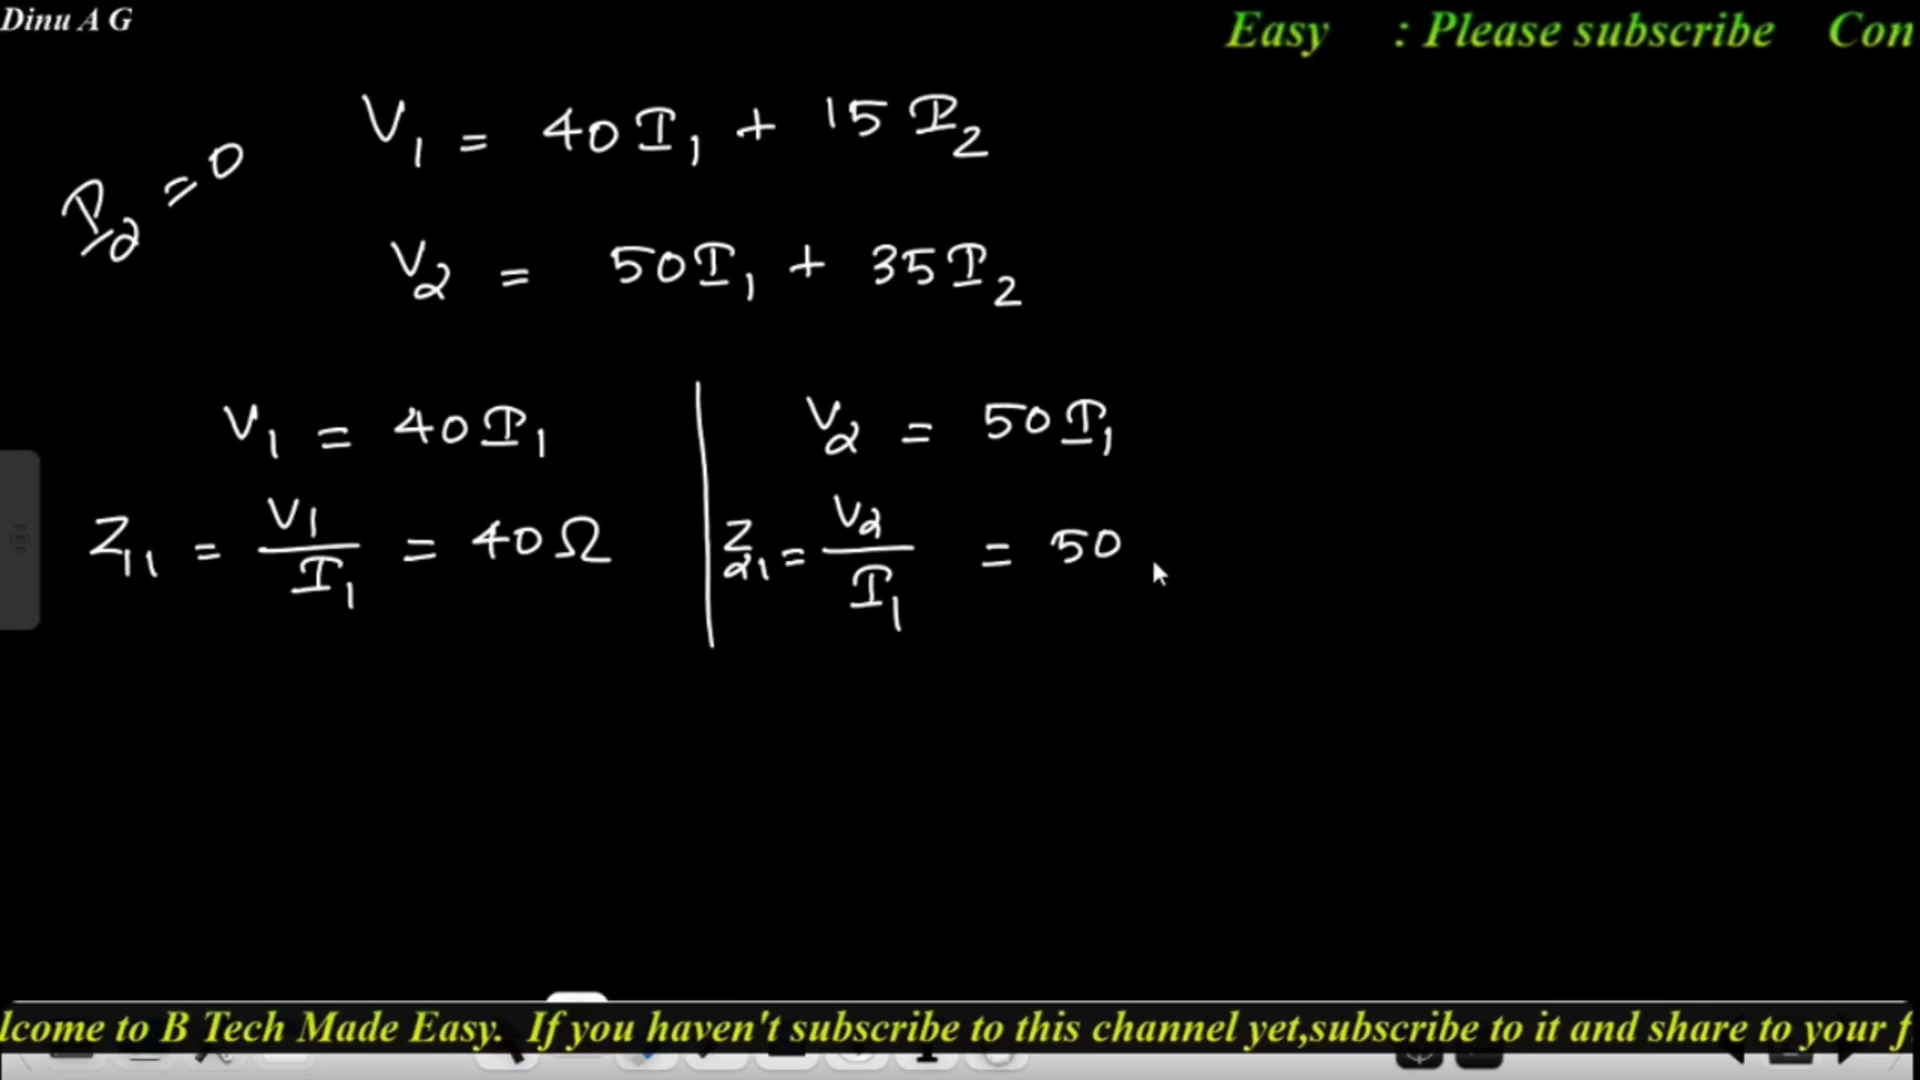 Dinu A G
Easy : Please subscribe Con
V₁ = 40I₁ + 15I₂
I₂ = 0
V₂ = 50I₁ + 35I₂
V₁ = 40I₁
V₂ = 50I₁
Z₁₁ = V₁/I₁ = 40Ω
Z₂₁ = V₂/I₁ = 50
lcome to B Tech Made Easy. If you haven't subscribe to this channel yet,subscribe to it and share to your f